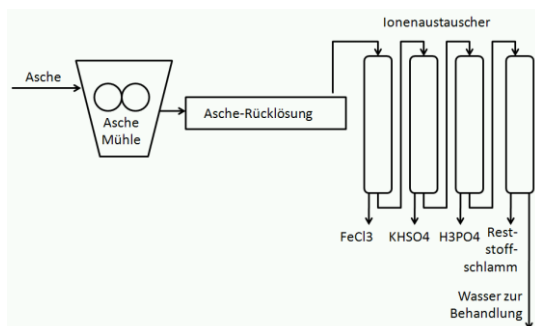 Ionenaustauscher
Asche
Asche
Mühle
Asche-Rücklösung
FeCl3
KHSO4
H3PO4
Rest-
stoff-
schlamm
Wasser zur
Behandlung